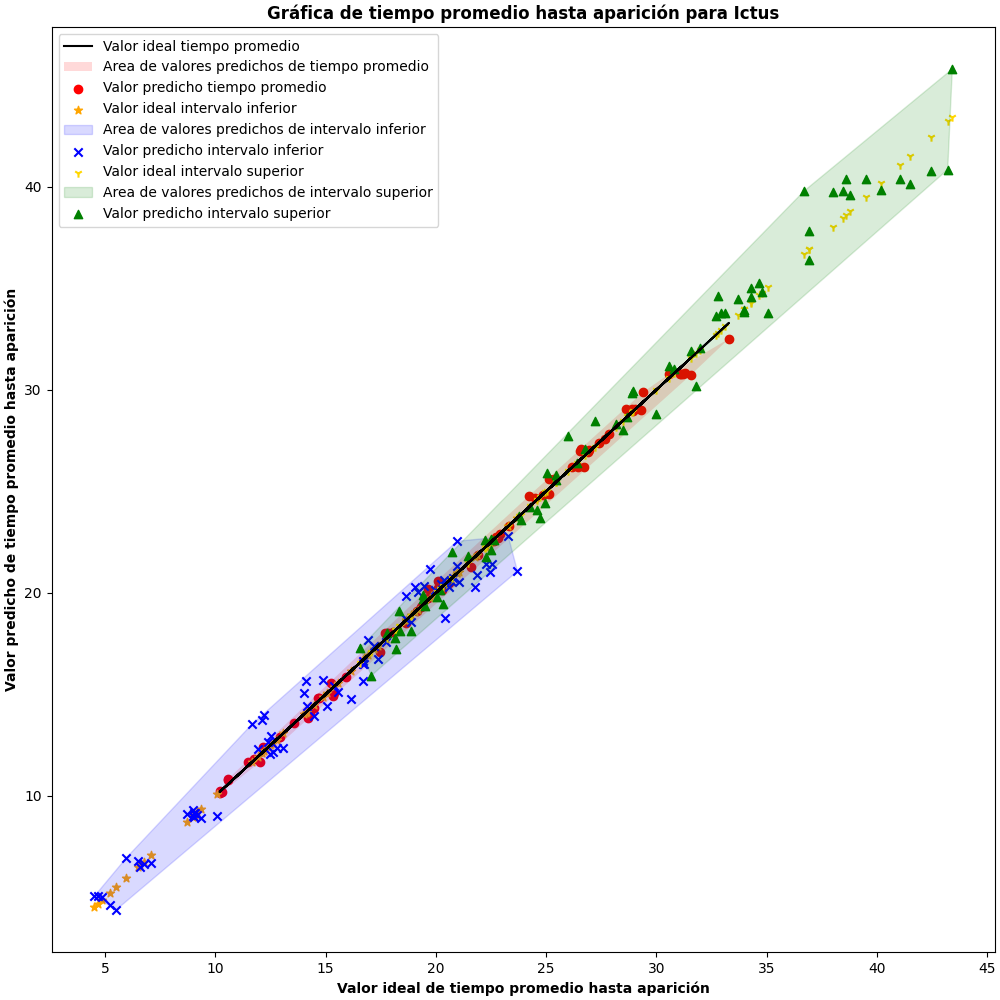 Gráfica de tiempo promedio hasta aparición para Ictus
Valor ideal tiempo promedio
Area de valores predichos de tiempo promedio
Valor predicho tiempo promedio
Valor ideal intervalo inferior
Area de valores predichos de intervalo inferior
Valor predicho intervalo inferior
Valor ideal intervalo superior
Area de valores predichos de intervalo superior
Valor predicho intervalo superior
Valor predicho de tiempo promedio hasta aparición
40
30
20
10
5 10 15 20 25 30 35 40 45
Valor ideal de tiempo promedio hasta aparición